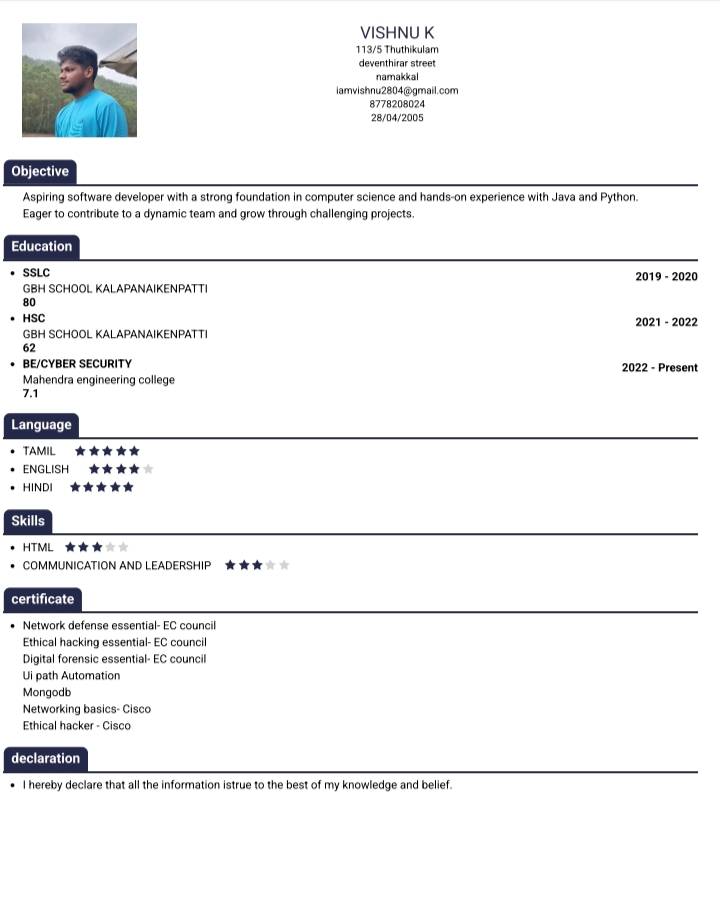 VISHNU K
113/5 Thuthikulam
deventhirar street
namakkal
iamvishnu2804@gmail.com
8778208024
28/04/2005
Objective
Aspiring software developer with a strong foundation in computer science and hands-on experience with Java and Python.
Eager to contribute to a dynamic team and grow through challenging projects.
Education
• SSLC 2019 - 2020
GBH SCHOOL KALAPANAIKENPATTI
80
• HSC 2021 - 2022
GBH SCHOOL KALAPANAIKENPATTI
62
• BE/CYBER SECURITY 2022 - Present
Mahendra engineering college
7.1
Language
• TAMIL
• ENGLISH
• HINDI
Skills
• HTML
• COMMUNICATION AND LEADERSHIP
certificate
• Network defense essential- EC council
Ethical hacking essential- EC council
Digital forensic essential- EC council
Ui path Automation
Mongodb
Networking basics- Cisco
Ethical hacker - Cisco
declaration
• I hereby declare that all the information istrue to the best of my knowledge and belief.